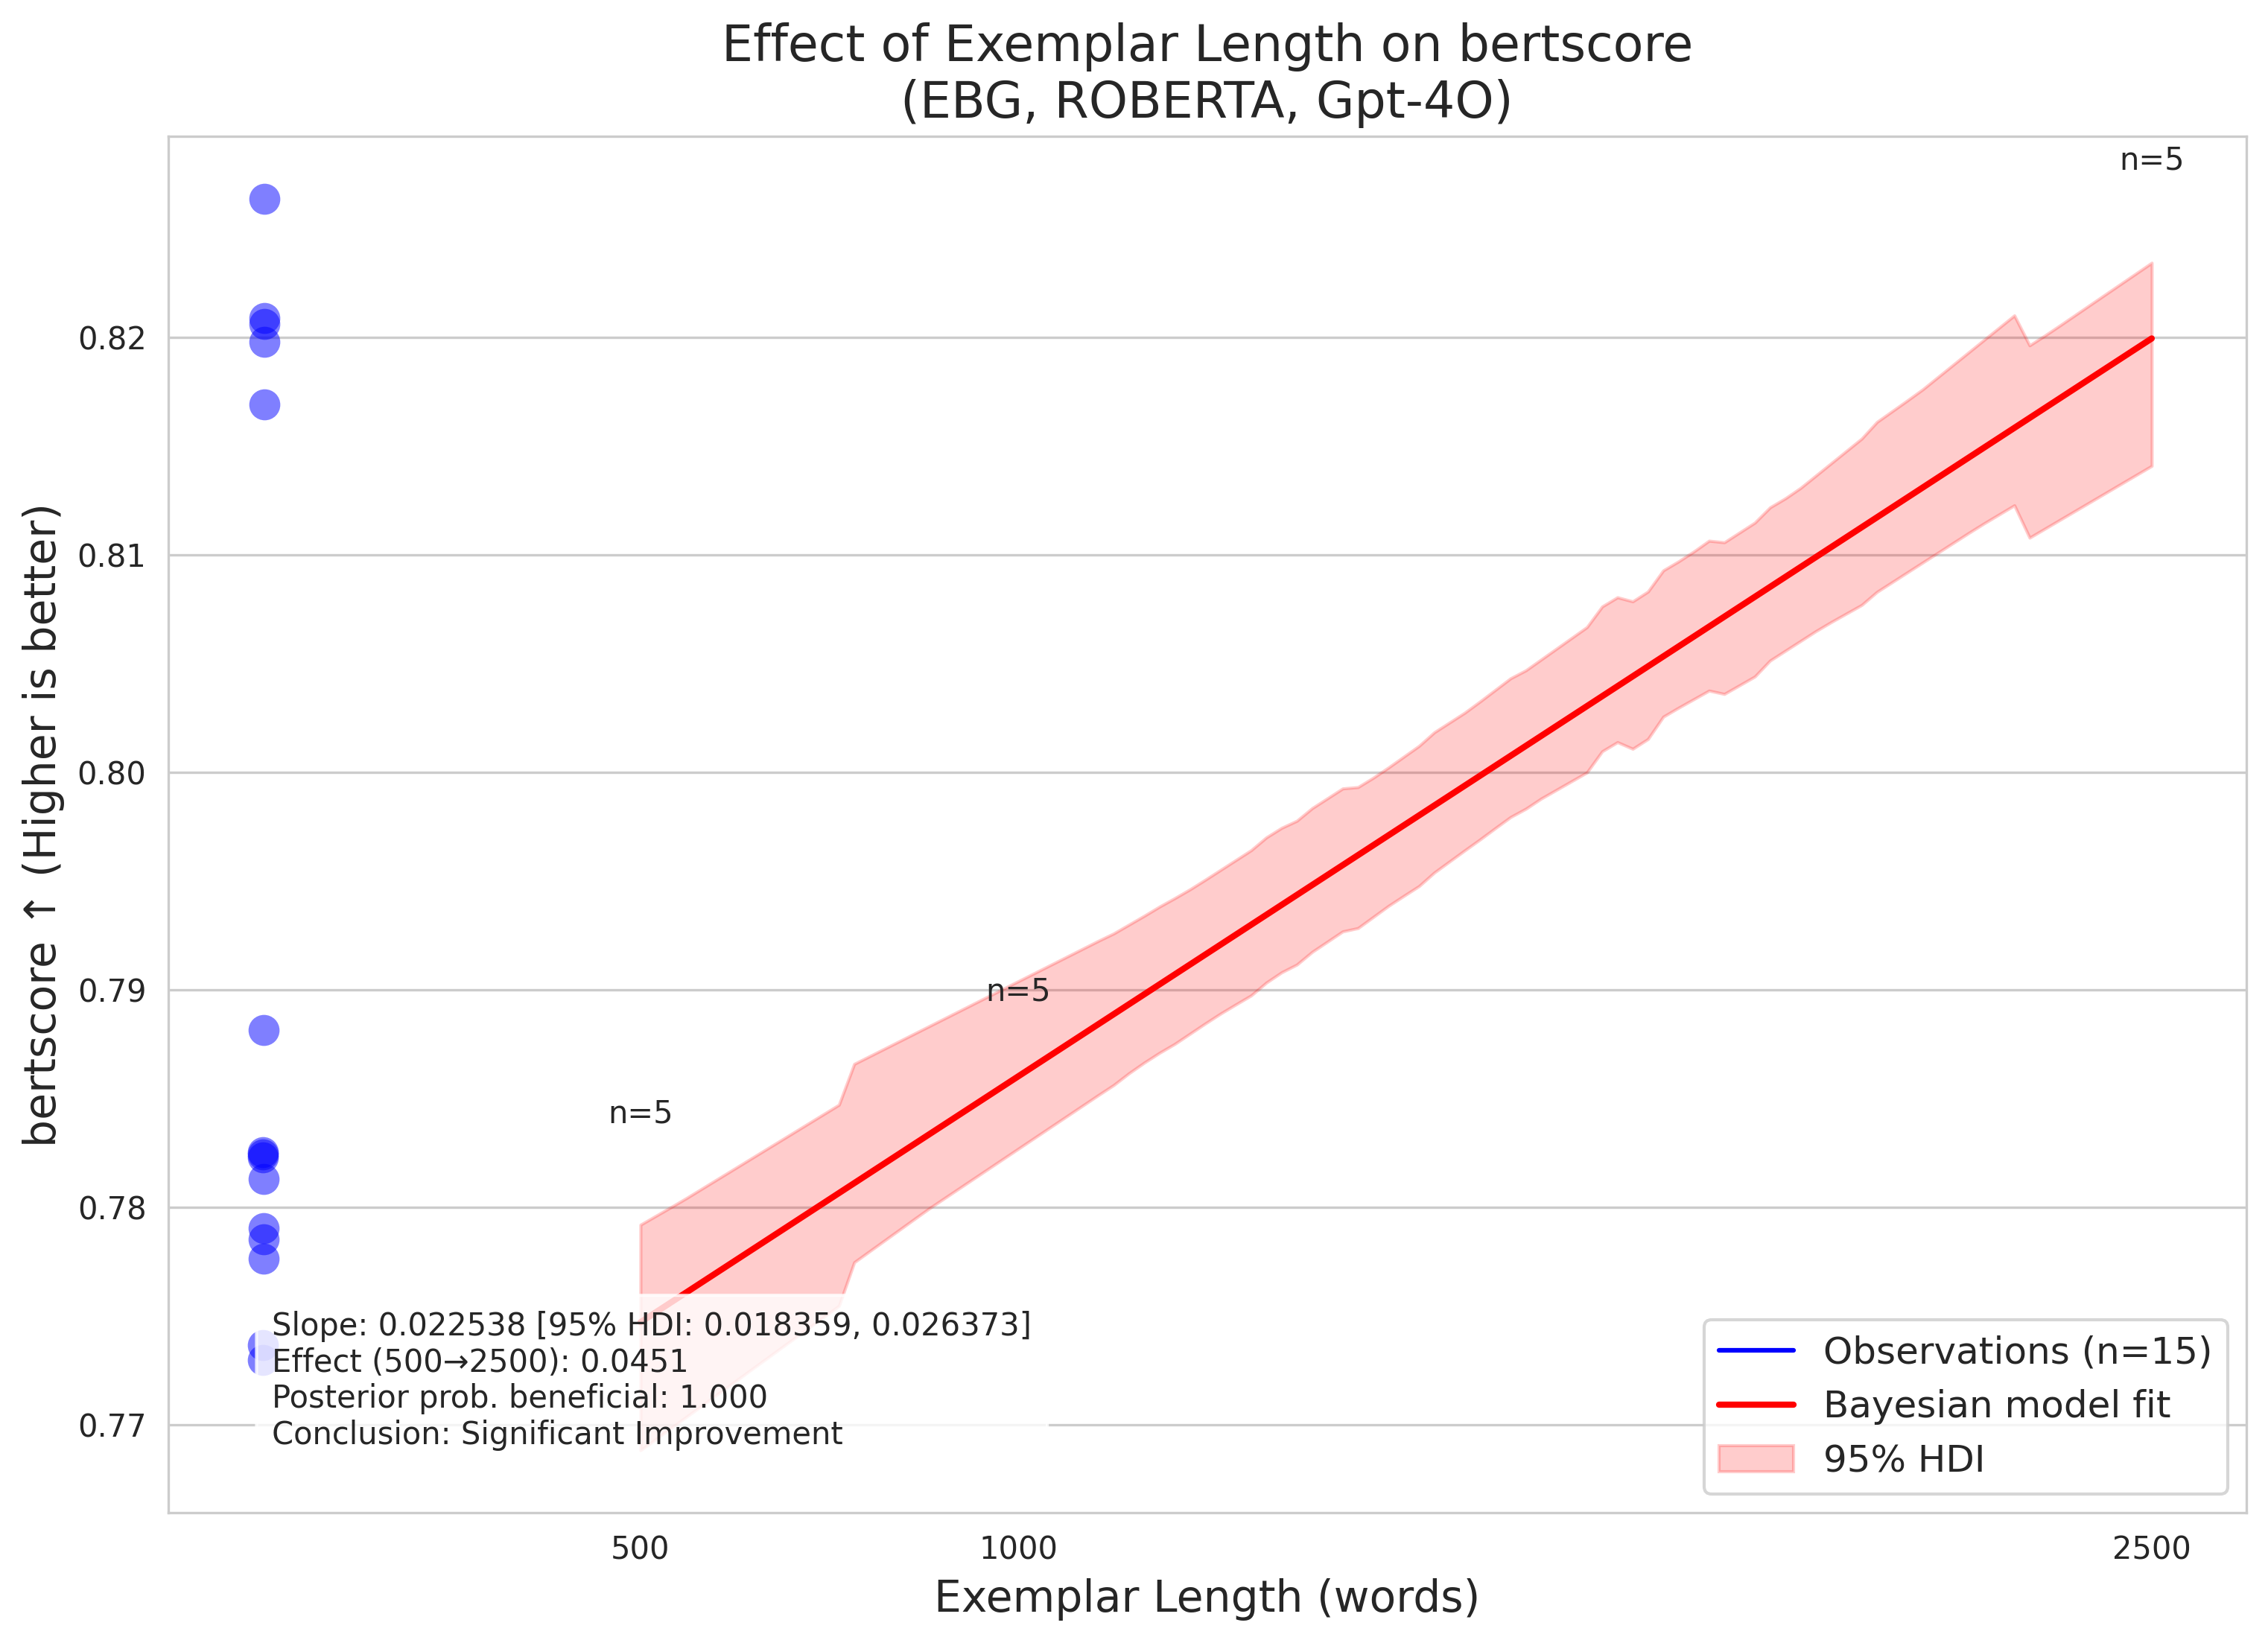 Effect of Exemplar Length on bertscore
(EBG, ROBERTA, Gpt-4O)
bertscore ↑ (Higher is better)
0.82
0.81
0.80
0.79
0.78
0.77
n=5
n=5
n=5
Slope: 0.022538 [95% HDI: 0.018359, 0.026373]
Effect (500→2500): 0.0451
Posterior prob. beneficial: 1.000
Conclusion: Significant Improvement
Observations (n=15)
Bayesian model fit
95% HDI
500
1000
2500
Exemplar Length (words)